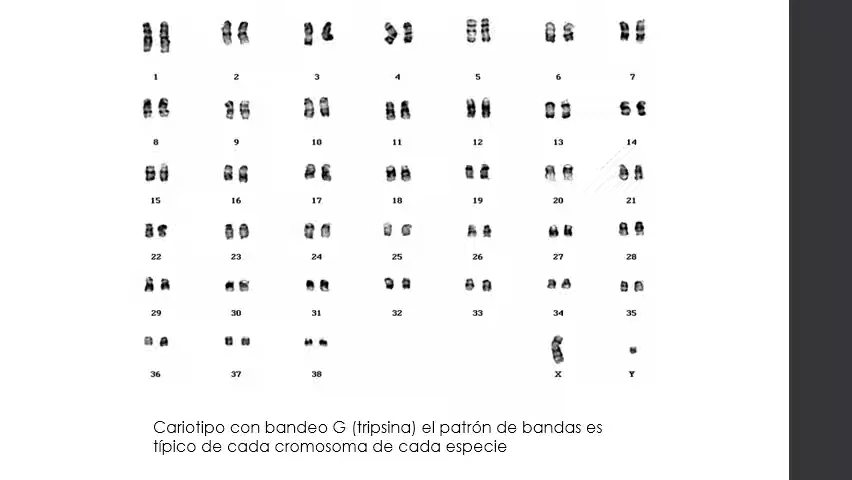 1 2 3 4 5 6 7
8 9 10 11 12 13 14
15 16 17 18 19 20 21
22 23 24 25 26 27 28
29 30 31 32 33 34 35
36 37 38 X Y
Cariotipo con bandeo G (tripsina) el patrón de bandas es
típico de cada cromosoma de cada especie